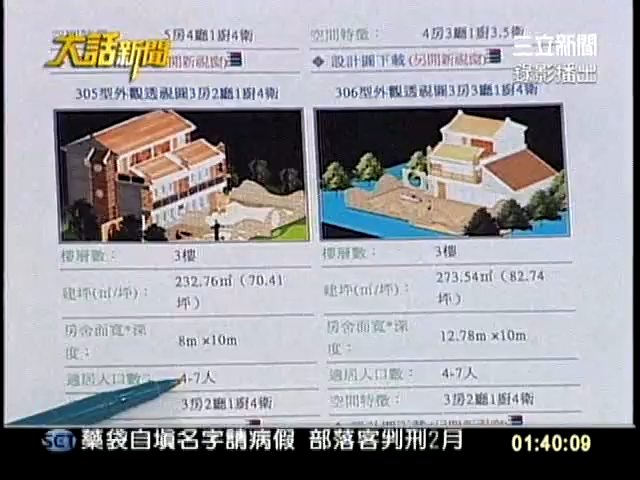 5房4廳1廚4衛
空間特徵：
4房3廳1廚3.5衛
大話新聞
另開新視窗)
◆ 設計圖下載 (另開新視窗)
三立新聞
錄影播出
305型外觀透視圖3房2廳1廚4衛
306型外觀透視圖3房3廳1廚4衛
樓層數：
3樓
樓層數：
3樓
建坪(㎡/坪)：
232.76㎡ (70.41
坪)
建坪(㎡/坪)：
273.54㎡ (82.74
坪)
房舍面寬*深
度：
8m ×10m
房舍面寬*深
度：
12.78m ×10m
適居人口數：
4-7人
適居人口數：
4-7人
3房2廳1廚4衛
空間特徵：
3房3廳1廚4衛
SCT 藥袋自填名字請病假 部落客判刑2月
01:40:09